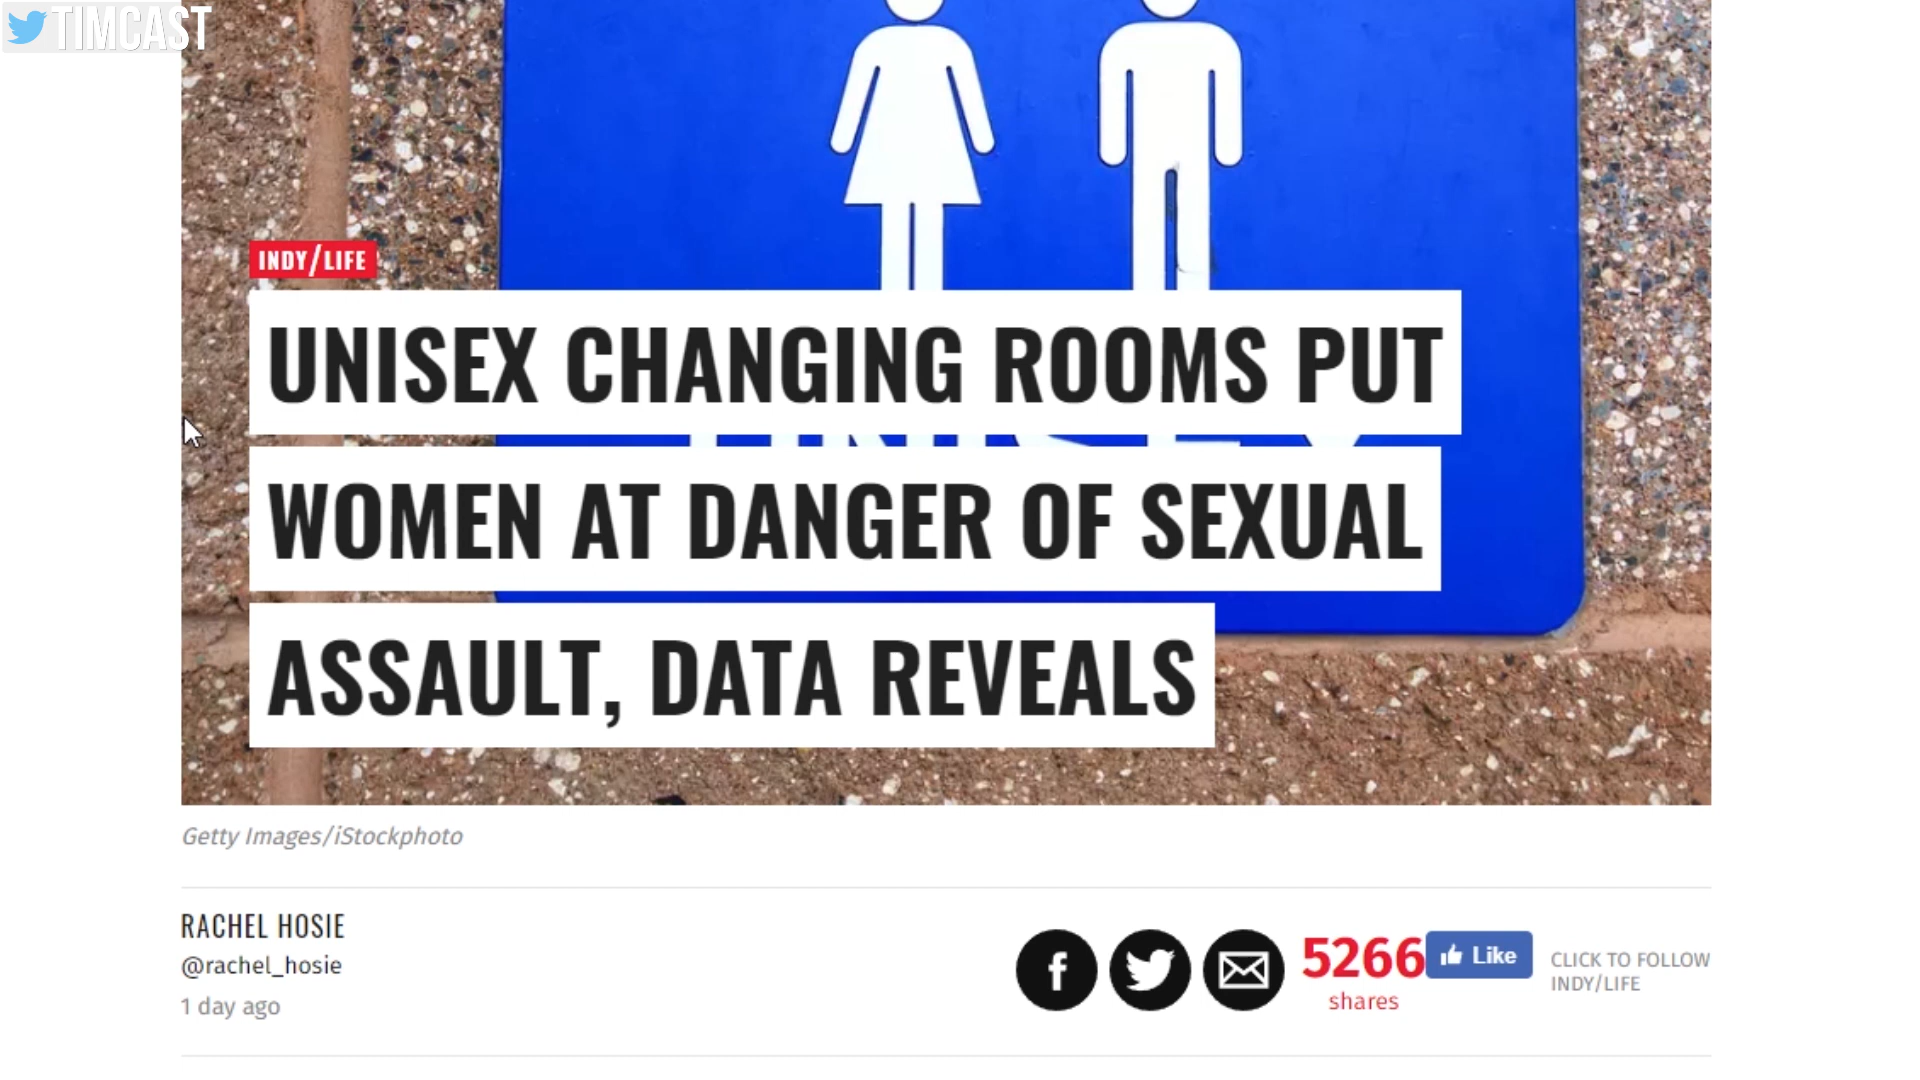 TIMCAST
INDY/LIFE
UNISEX CHANGING ROOMS PUT
WOMEN AT DANGER OF SEXUAL
ASSAULT, DATA REVEALS
Getty Images/iStockphoto
RACHEL HOSIE
@rachel_hosie
1 day ago
5266
shares
Like
CLICK TO FOLLOW
INDY/LIFE